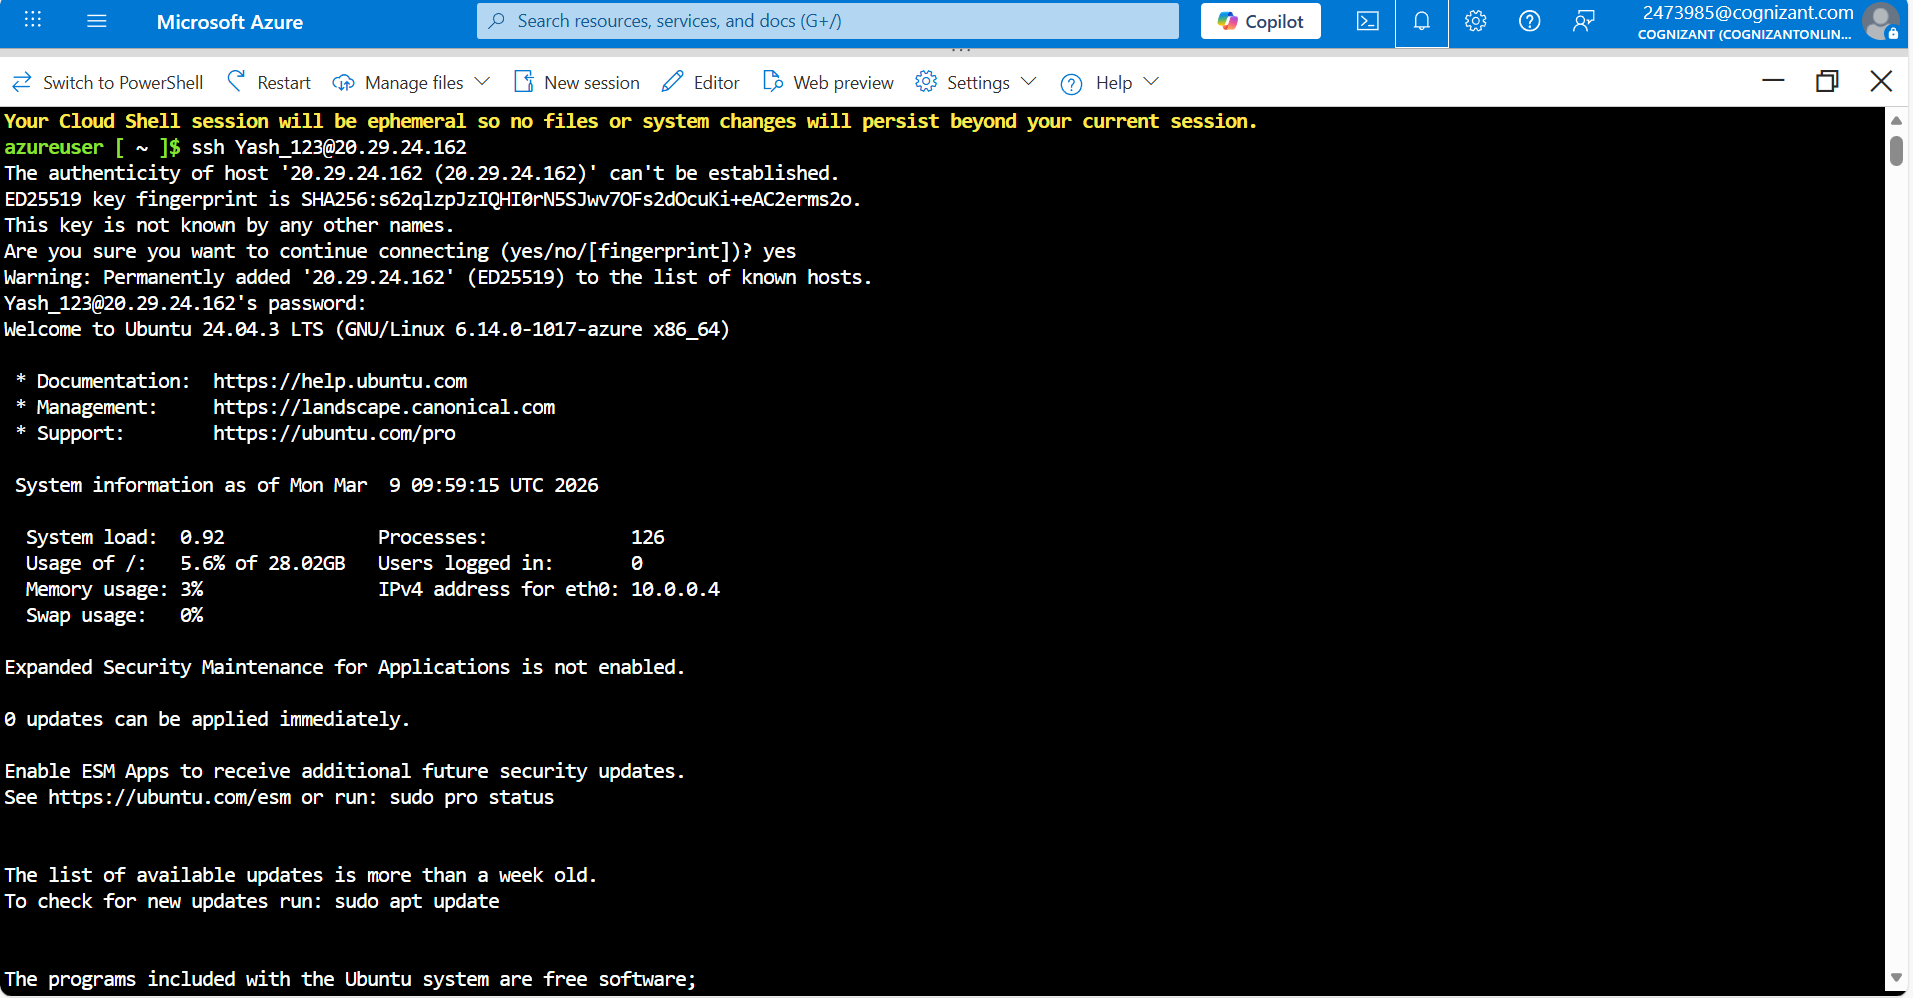 Microsoft Azure
Search resources, services, and docs (G+/)
Copilot
2473985@cognizant.com
COGNIZANT (COGNIZANTONLIN...
Switch to PowerShell
Restart
Manage files
New session
Editor
Web preview
Settings
Help
Your Cloud Shell session will be ephemeral so no files or system changes will persist beyond your current session.
azureuser [ ~ ]$ ssh Yash_123@20.29.24.162
The authenticity of host '20.29.24.162 (20.29.24.162)' can't be established.
ED25519 key fingerprint is SHA256:s62qlzpJzIQHI0rN5SJwv7OFs2dOcuKi+eAC2erms2o.
This key is not known by any other names.
Are you sure you want to continue connecting (yes/no/[fingerprint])? yes
Warning: Permanently added '20.29.24.162' (ED25519) to the list of known hosts.
Yash_123@20.29.24.162's password:
Welcome to Ubuntu 24.04.3 LTS (GNU/Linux 6.14.0-1017-azure x86_64)
* Documentation:  https://help.ubuntu.com
* Management:     https://landscape.canonical.com
* Support:        https://ubuntu.com/pro
System information as of Mon Mar  9 09:59:15 UTC 2026
System load:  0.92              Processes:             126
Usage of /:   5.6% of 28.02GB   Users logged in:       0
Memory usage: 3%                IPv4 address for eth0: 10.0.0.4
Swap usage:   0%
Expanded Security Maintenance for Applications is not enabled.
0 updates can be applied immediately.
Enable ESM Apps to receive additional future security updates.
See https://ubuntu.com/esm or run: sudo pro status
The list of available updates is more than a week old.
To check for new updates run: sudo apt update
The programs included with the Ubuntu system are free software;